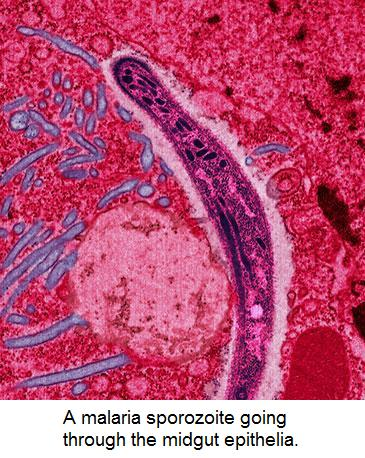 A malaria sporozoite going
through the midgut epithelia.